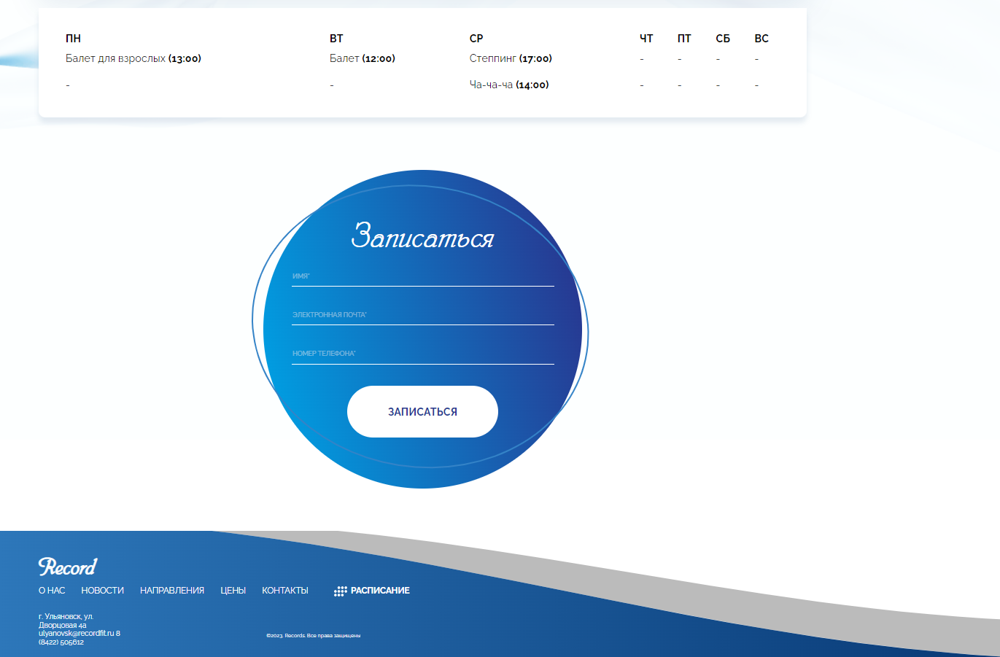 ПН ВТ СР ЧТ ПТ СБ ВС
Балет для взрослых (13:00) Балет (12:00) Степпинг (17:00) - - - -
- - Ча-ча-ча (14:00) - - - -
Записаться
ИМЯ*
ЭЛЕКТРОННАЯ ПОЧТА*
НОМЕР ТЕЛЕФОНА*
ЗАПИСАТЬСЯ
Record
О НАС НОВОСТИ НАПРАВЛЕНИЯ ЦЕНЫ КОНТАКТЫ РАСПИСАНИЕ
г. Ульяновск, ул.
Дворцовая 4а
ulyanovsk@recordfit.ru 8
(8422) 505612
©2023. Records. Все права защищены